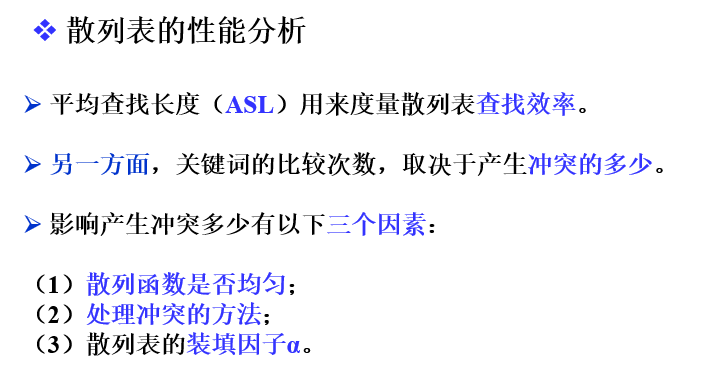 散列表的性能分析
平均查找长度（ASL）用来度量散列表查找效率。
另一方面，关键词的比较次数，取决于产生冲突的多少。
影响产生冲突多少有以下三个因素：
（1）散列函数是否均匀；
（2）处理冲突的方法；
（3）散列表的装填因子α。